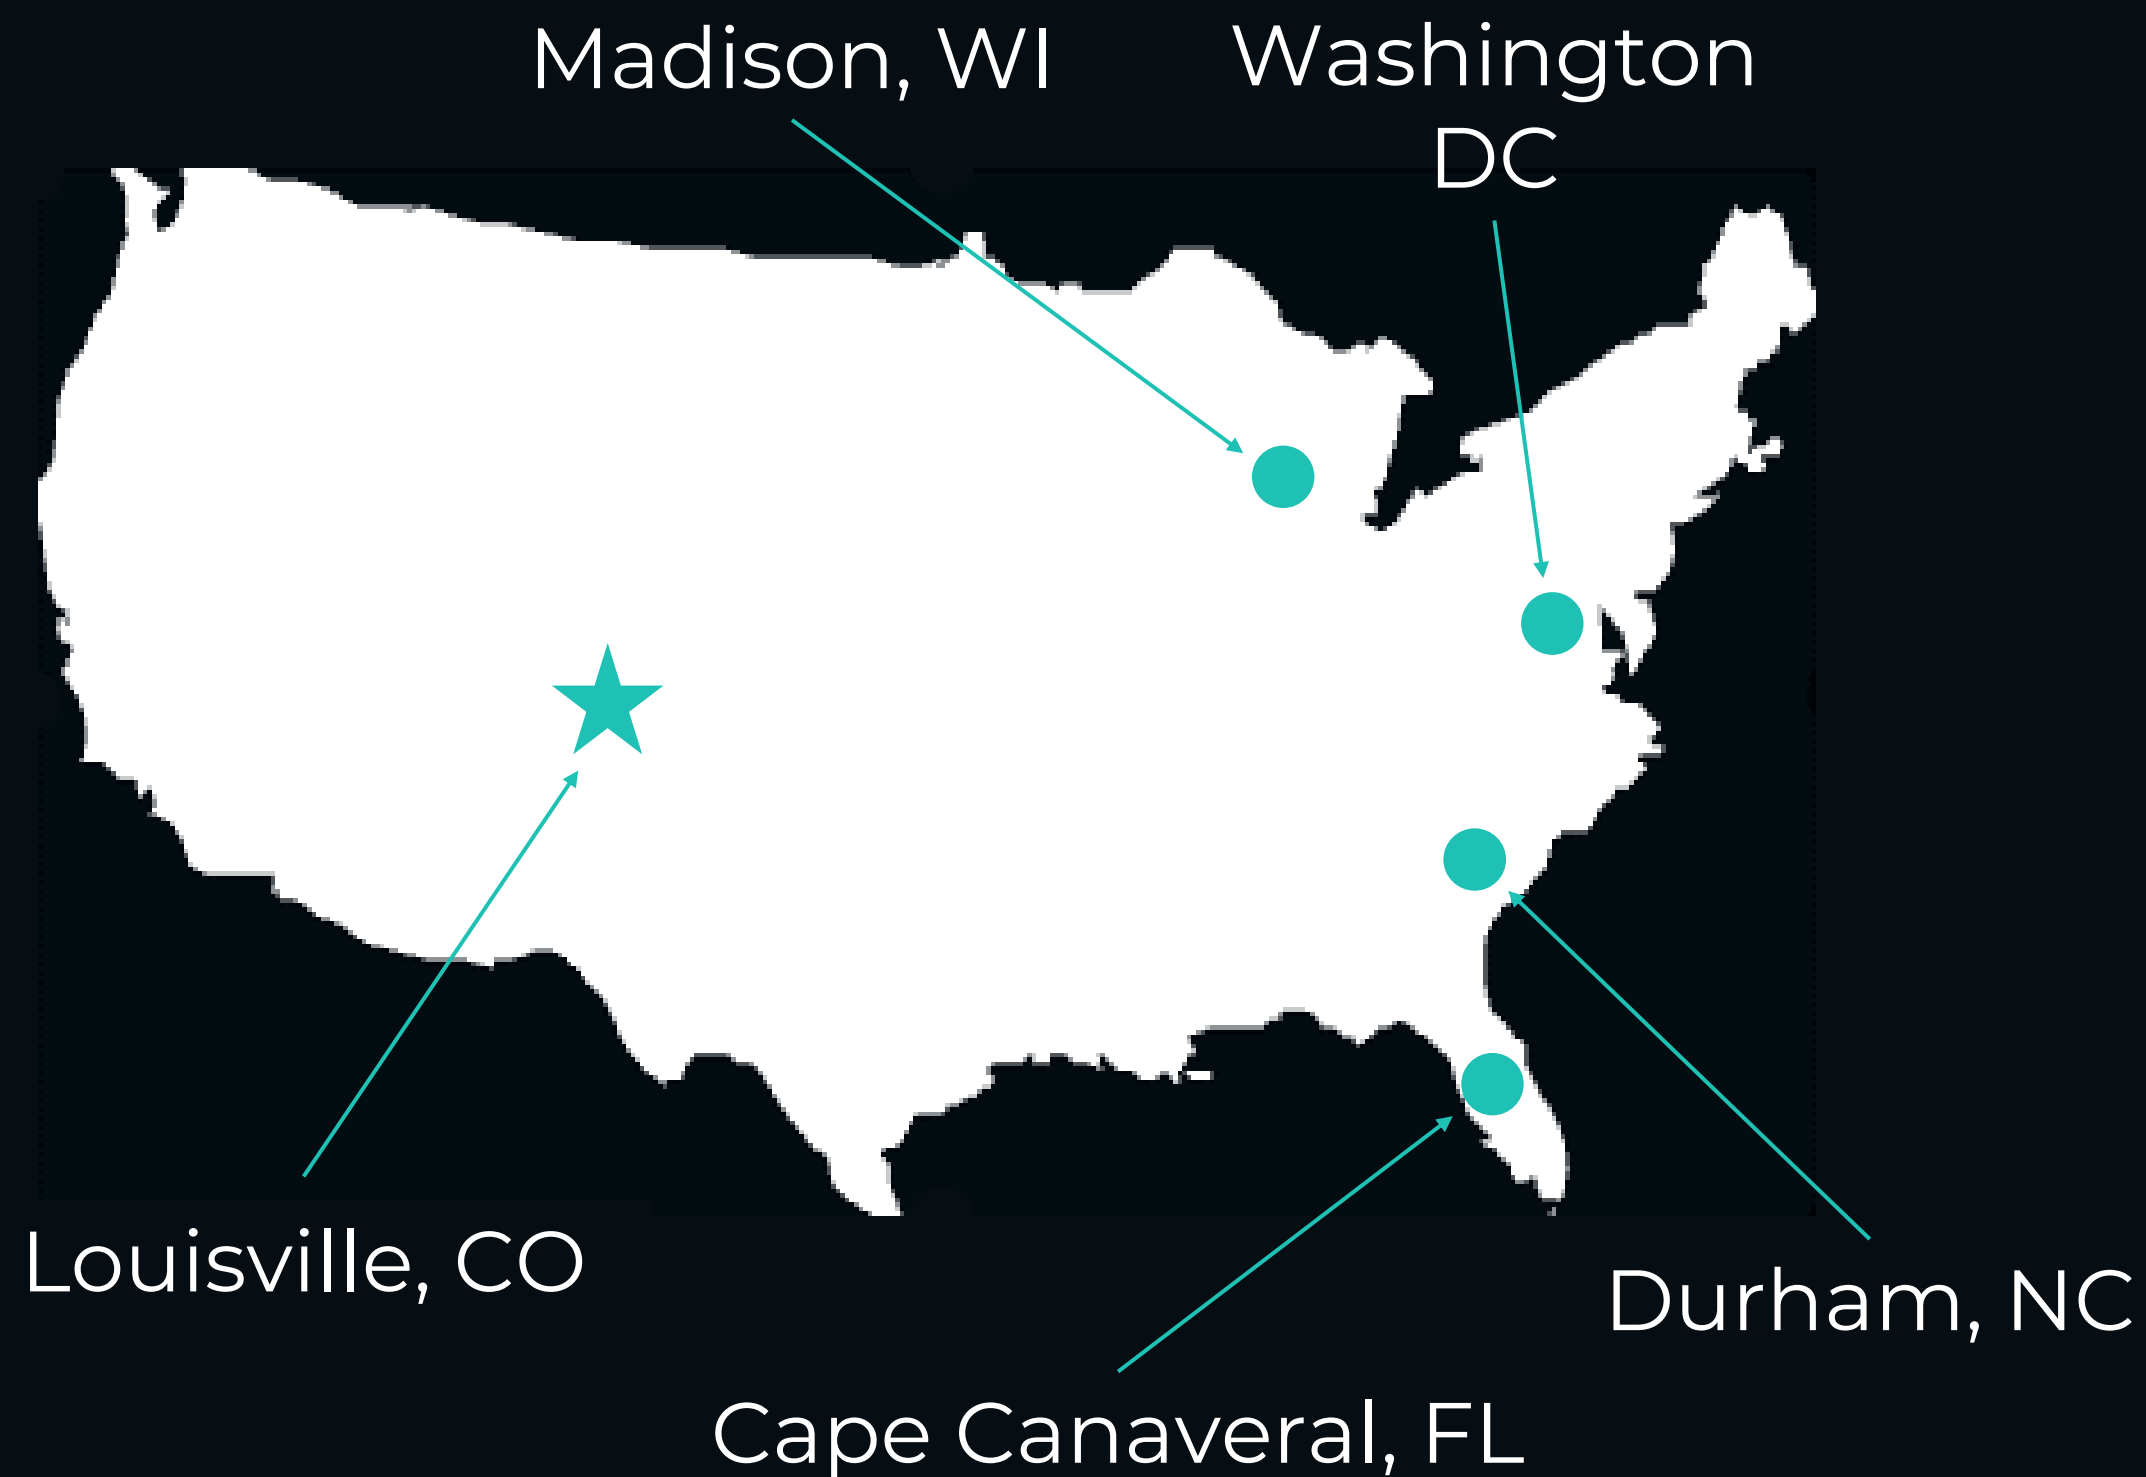 Madison, WI
Washington
DC
Louisville, CO
Durham, NC
Cape Canaveral, FL